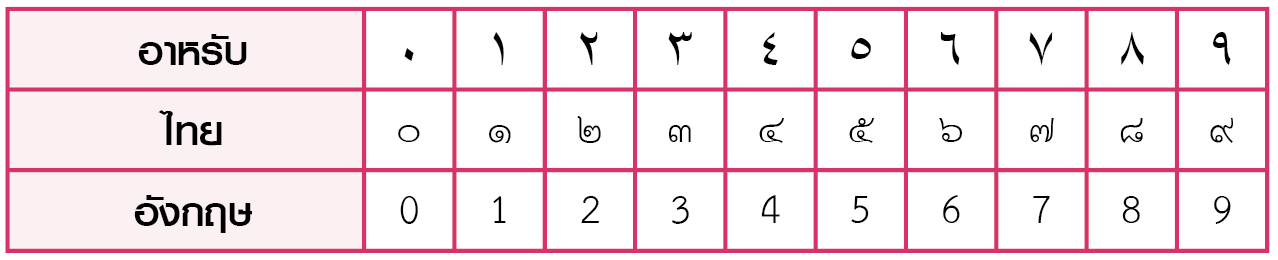 อาหรับ ٠ ١ ٢ ٣ ٤ ٥ ٦ ٧ ٨ ٩
ไทย ๐ ๑ ๒ ๓ ๔ ๕ ๖ ๗ ๘ ๙
อังกฤษ 0 1 2 3 4 5 6 7 8 9